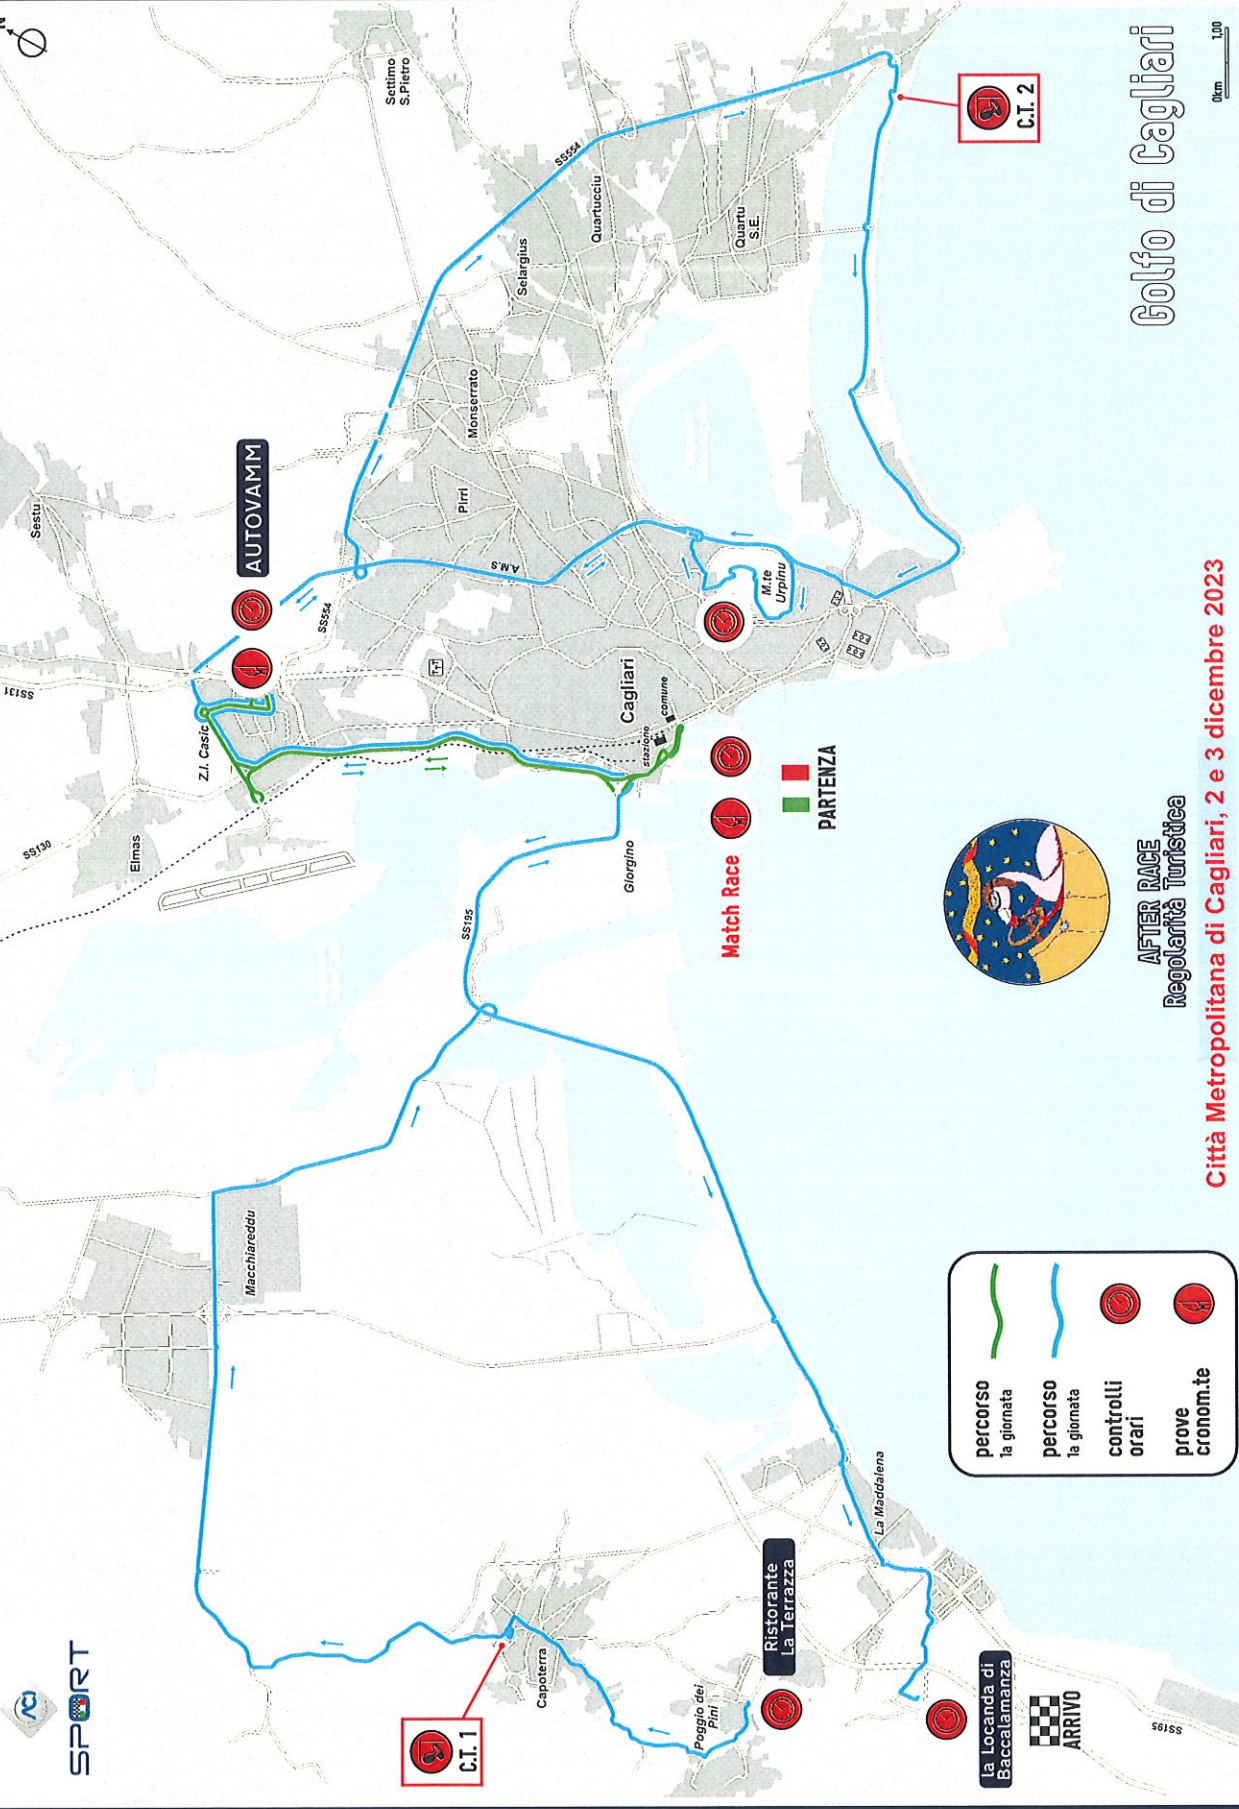 ACI
SPORT
N
Sestu
Settimo
S.Pietro
SS131
SS130
AUTOVAMM
SS554
SS554
Z.I. Casic
Elmas
A.M.S
Pirri
Monserrato
Selargius
Quartucciu
Quartu
S.E.
M.te
Urpinu
Cagliari
stazione
comune
Giorgino
SS195
Macchiareddu
Match Race
PARTENZA
C.T. 2
C.T. 1
Capoterra
Poggio dei
Pini
Ristorante
La Terrazza
La Maddalena
la Locanda di
Baccalamanza
ARRIVO
SS195
Golfo di Cagliari
0km 1,00
AFTER RACE
Regolarità Turistica
Città Metropolitana di Cagliari, 2 e 3 dicembre 2023
percorso
1a giornata
percorso
1a giornata
controlli
orari
prove
cronom.te